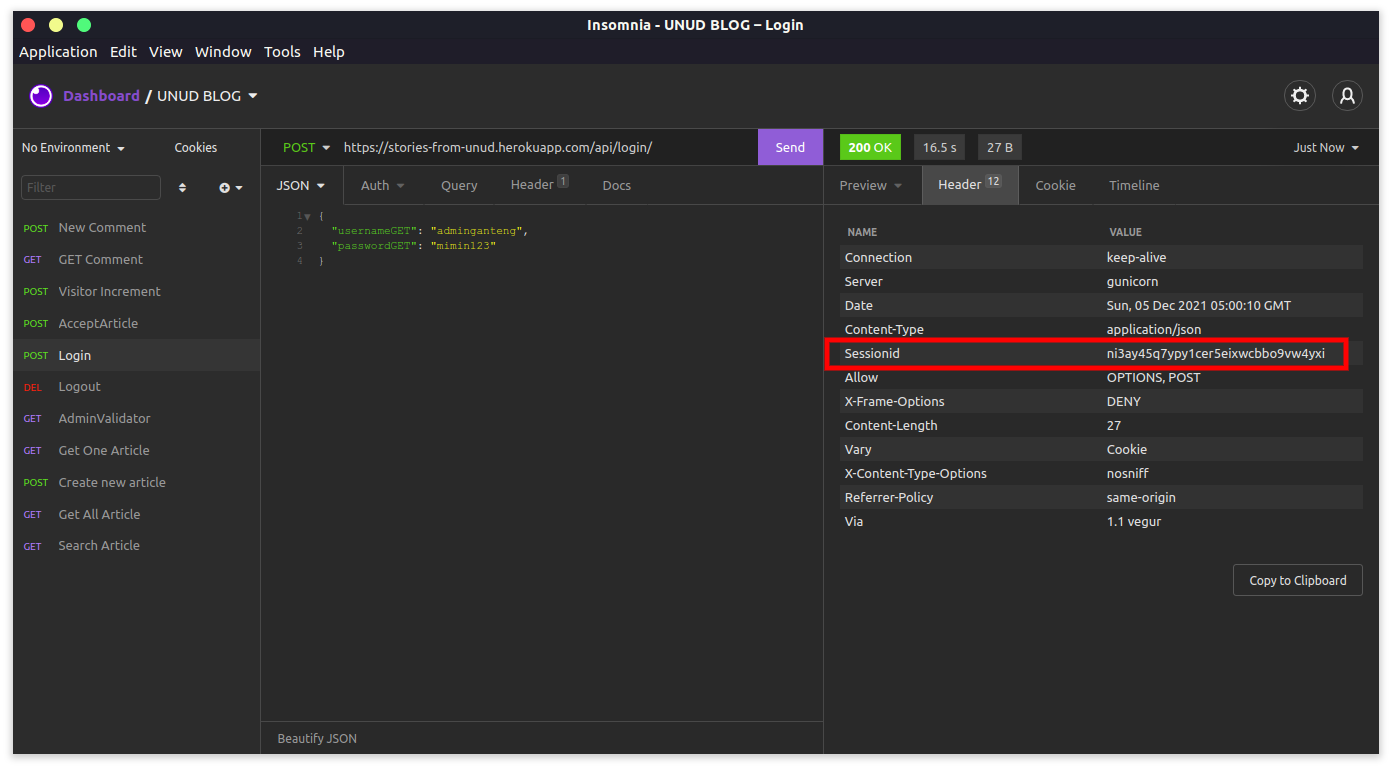 Insomnia - UNUD BLOG – Login
Application Edit View Window Tools Help
Dashboard / UNUD BLOG
No Environment Cookies
Filter
POST New Comment
GET GET Comment
POST Visitor Increment
POST AcceptArticle
POST Login
DEL Logout
GET AdminValidator
GET Get One Article
POST Create new article
GET Get All Article
GET Search Article
POST https://stories-from-unud.herokuapp.com/api/login/ Send
JSON Auth Query Header 1 Docs
1 {
2 "usernameGET": "adminganteng",
3 "passwordGET": "mimin123"
4 }
Beautify JSON
200 OK 16.5 s 27 B Just Now
Preview Header 12 Cookie Timeline
NAME VALUE
Connection keep-alive
Server gunicorn
Date Sun, 05 Dec 2021 05:00:10 GMT
Content-Type application/json
Sessionid ni3ay45q7ypy1cer5eixwcbbo9vw4yxi
Allow OPTIONS, POST
X-Frame-Options DENY
Content-Length 27
Vary Cookie
X-Content-Type-Options nosniff
Referrer-Policy same-origin
Via 1.1 vegur
Copy to Clipboard